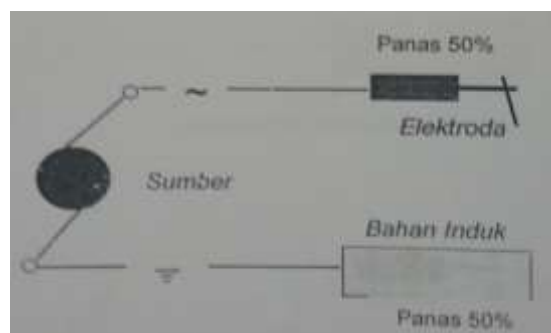 Panas 50%
~
Elektroda
Sumber
Bahan Induk
Panas 50%